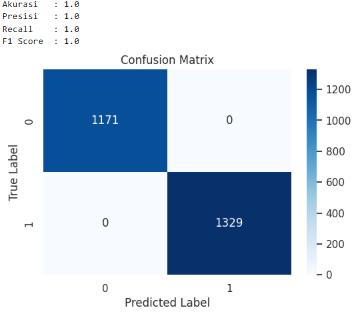 Akurasi : 1.0
Presisi : 1.0
Recall : 1.0
F1 Score : 1.0
Confusion Matrix
True Label
0
1
1171
0
0
1329
0
1
Predicted Label
1200
1000
800
600
400
200
0